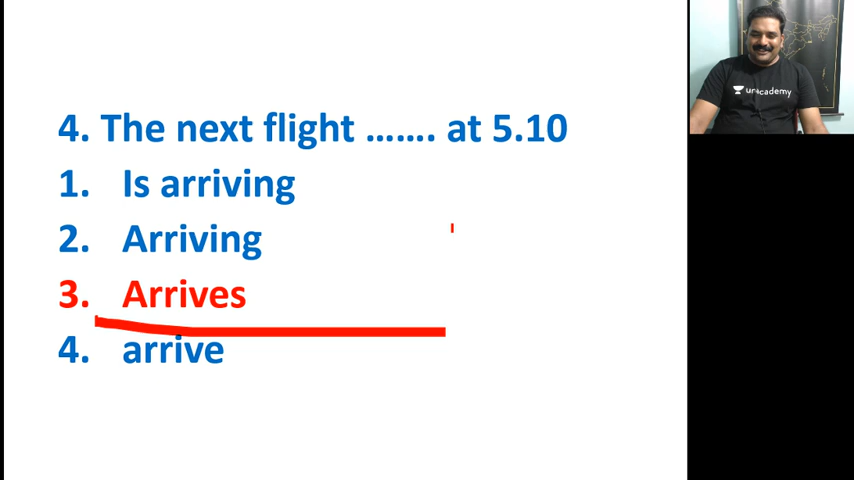 4. The next flight ……. at 5.10
1. Is arriving
2. Arriving
3. Arrives
4. arrive
unacademy